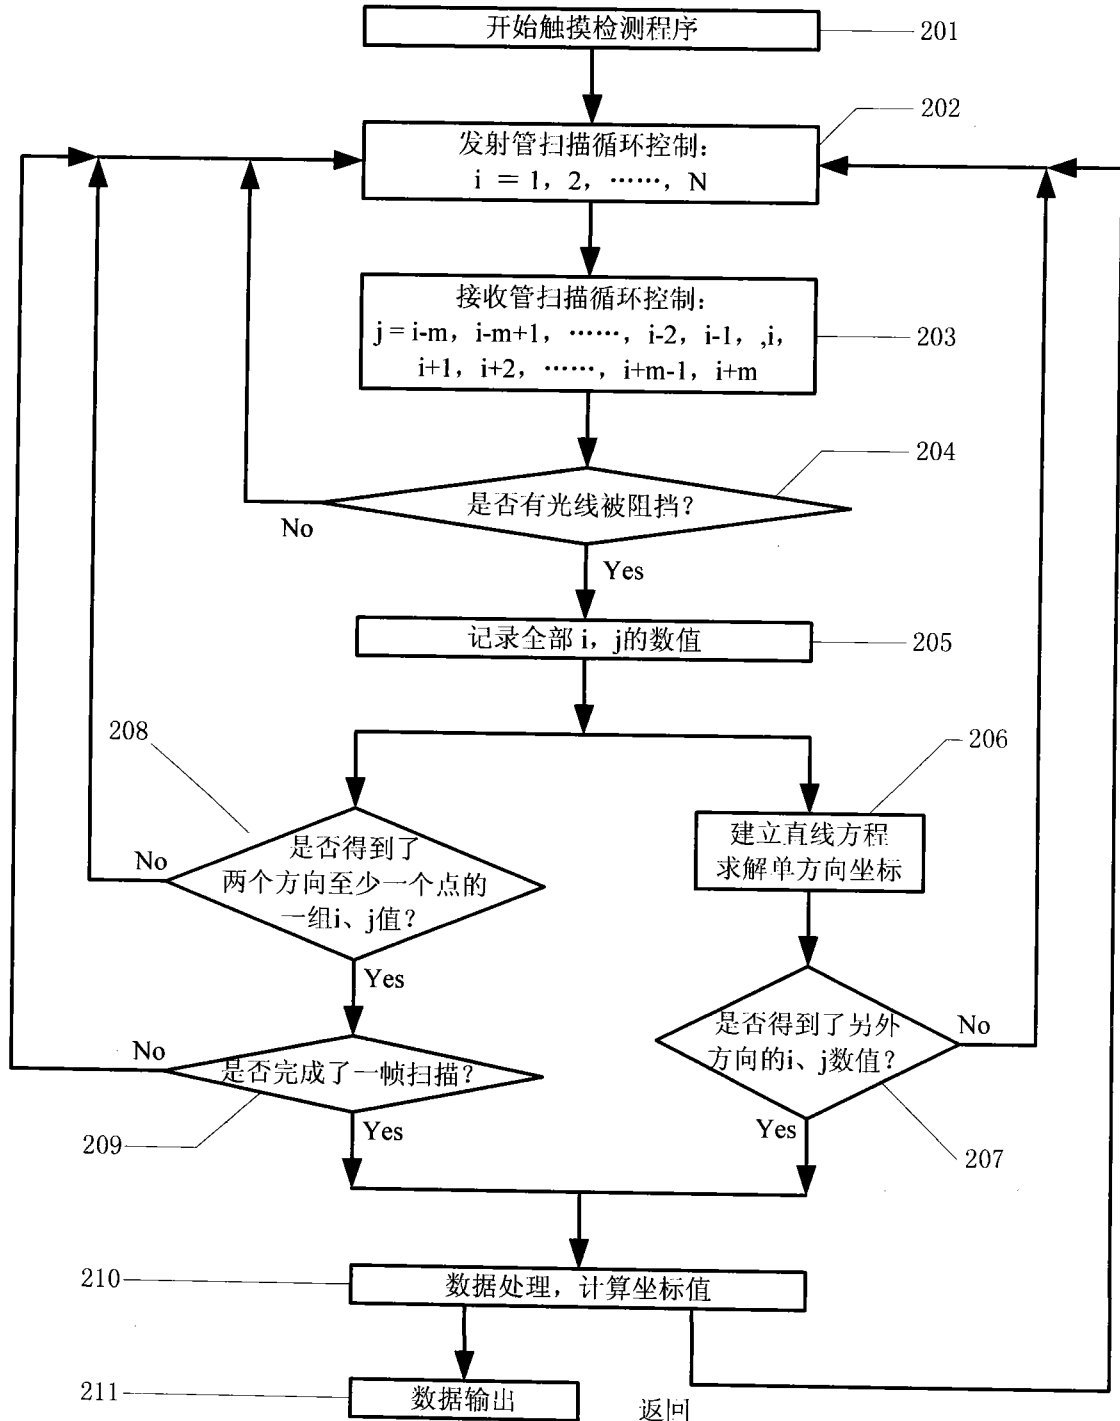 开始触摸检测程序
201
202
发射管扫描循环控制：
i = 1，2，……，N
接收管扫描循环控制：
j = i-m，i-m+1，……，i-2，i-1，,i，
i+1，i+2，……，i+m-1，i+m
203
204
是否有光线被阻挡？
No
Yes
记录全部 i，j的数值
205
208
206
是否得到了
两个方向至少一个点的
一组i、j值？
No
Yes
建立直线方程
求解单方向坐标
是否得到了另外
方向的i、j数值？
No
Yes
207
是否完成了一帧扫描？
No
Yes
209
210
数据处理，计算坐标值
211
数据输出
返回